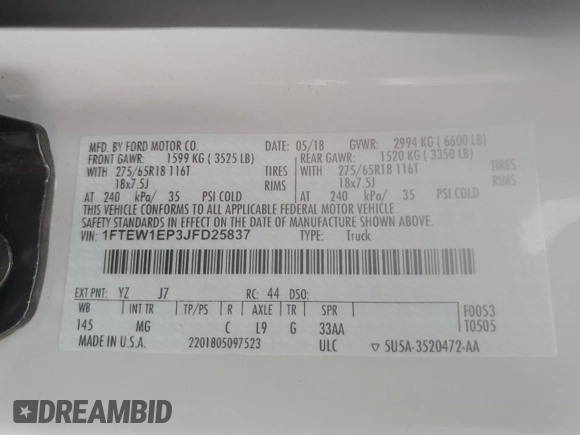 MFD. BY FORD MOTOR CO. 05/18 GVWR: 2994 KG (6600 LB)
FRONT GAWR: 1599 KG (3525 LB) REAR GAWR: 1520 KG (3350 LB)
WITH 275/65R18 116T TIRES 275/65R18 116T TIRES
18x7.5J RIMS 18x7.5J RIMS
AT 240 kPa/ 35 PSI COLD AT 240 kPa/ 35 PSI COLD
THIS VEHICLE CONFORMS TO ALL APPLICABLE FEDERAL MOTOR VEHICLE
SAFETY STANDARDS IN EFFECT ON THE DATE OF MANUFACTURE SHOWN ABOVE.
VIN: 1FTEW1EP3JFD25837 TYPE: Truck
EXT PNT: YZ J7 RC: 44 DSO:
WB INT TR TP/PS R AXLE TR SPR F0053
145 MG C L9 G 33AA T0505
MADE IN U.S.A. 2201805097523 ULC ▽ 5U5A-3520472-AA
DREAMBID